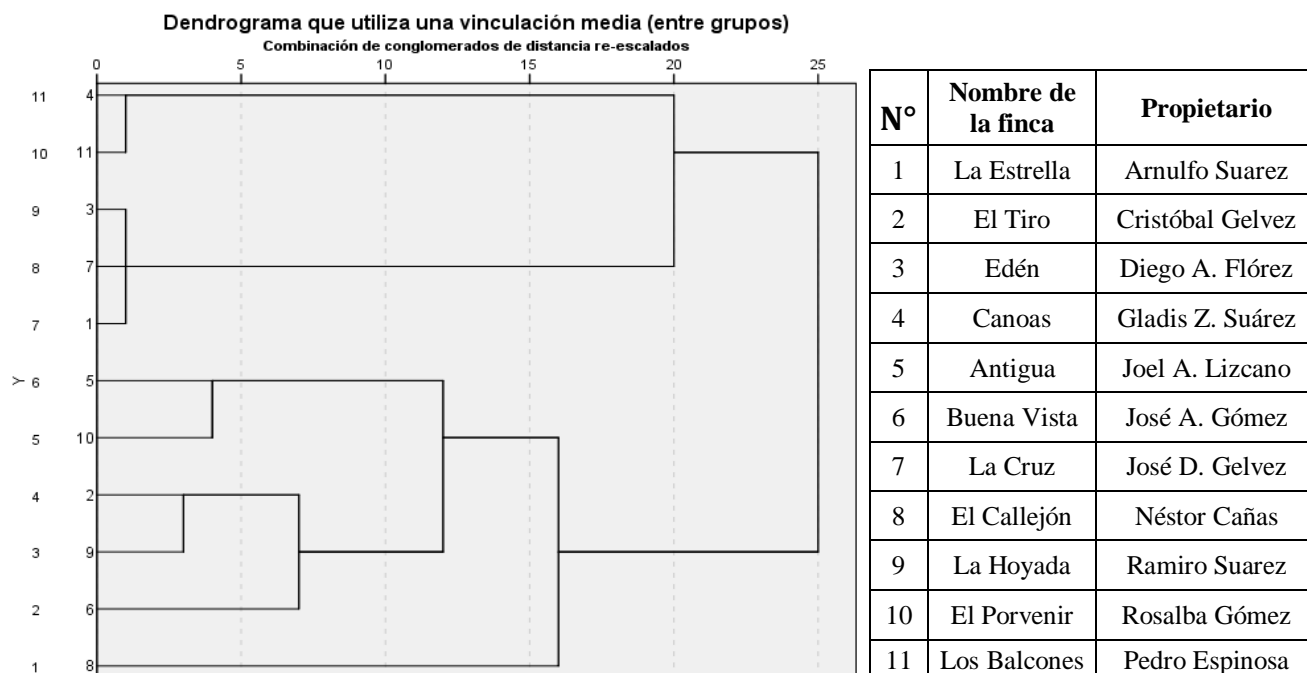 Dendrograma que utiliza una vinculación media (entre grupos)
Combinación de conglomerados de distancia re-escalados
0 5 10 15 20 25
11 4
10 11
9 3
8 7
7 1
Y 6 5
5 10
4 2
3 9
2 6
1 8
N° Nombre de la finca Propietario
1 La Estrella Arnulfo Suarez
2 El Tiro Cristóbal Gelvez
3 Edén Diego A. Flórez
4 Canoas Gladis Z. Suárez
5 Antigua Joel A. Lizcano
6 Buena Vista José A. Gómez
7 La Cruz José D. Gelvez
8 El Callejón Néstor Cañas
9 La Hoyada Ramiro Suarez
10 El Porvenir Rosalba Gómez
11 Los Balcones Pedro Espinosa